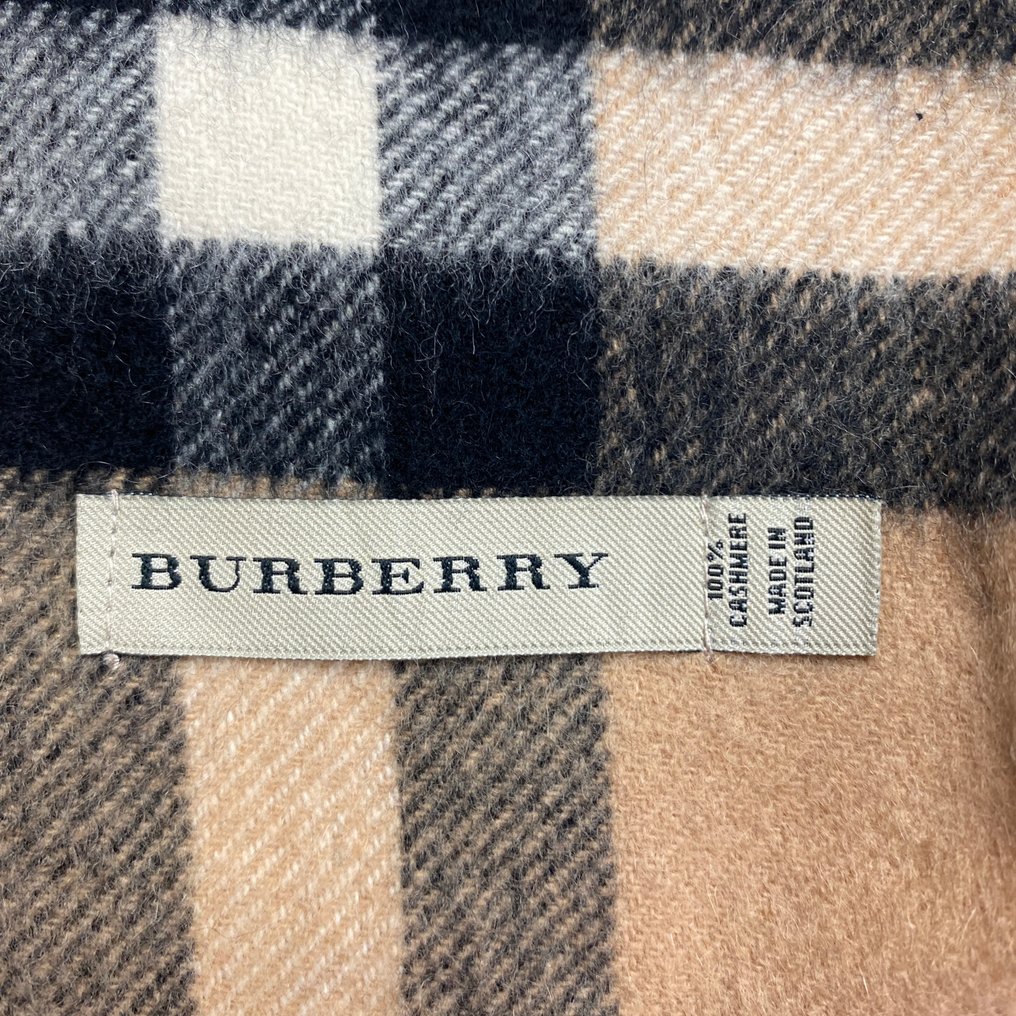 BURBERRY
100%
CASHMERE
MADE IN
SCOTLAND